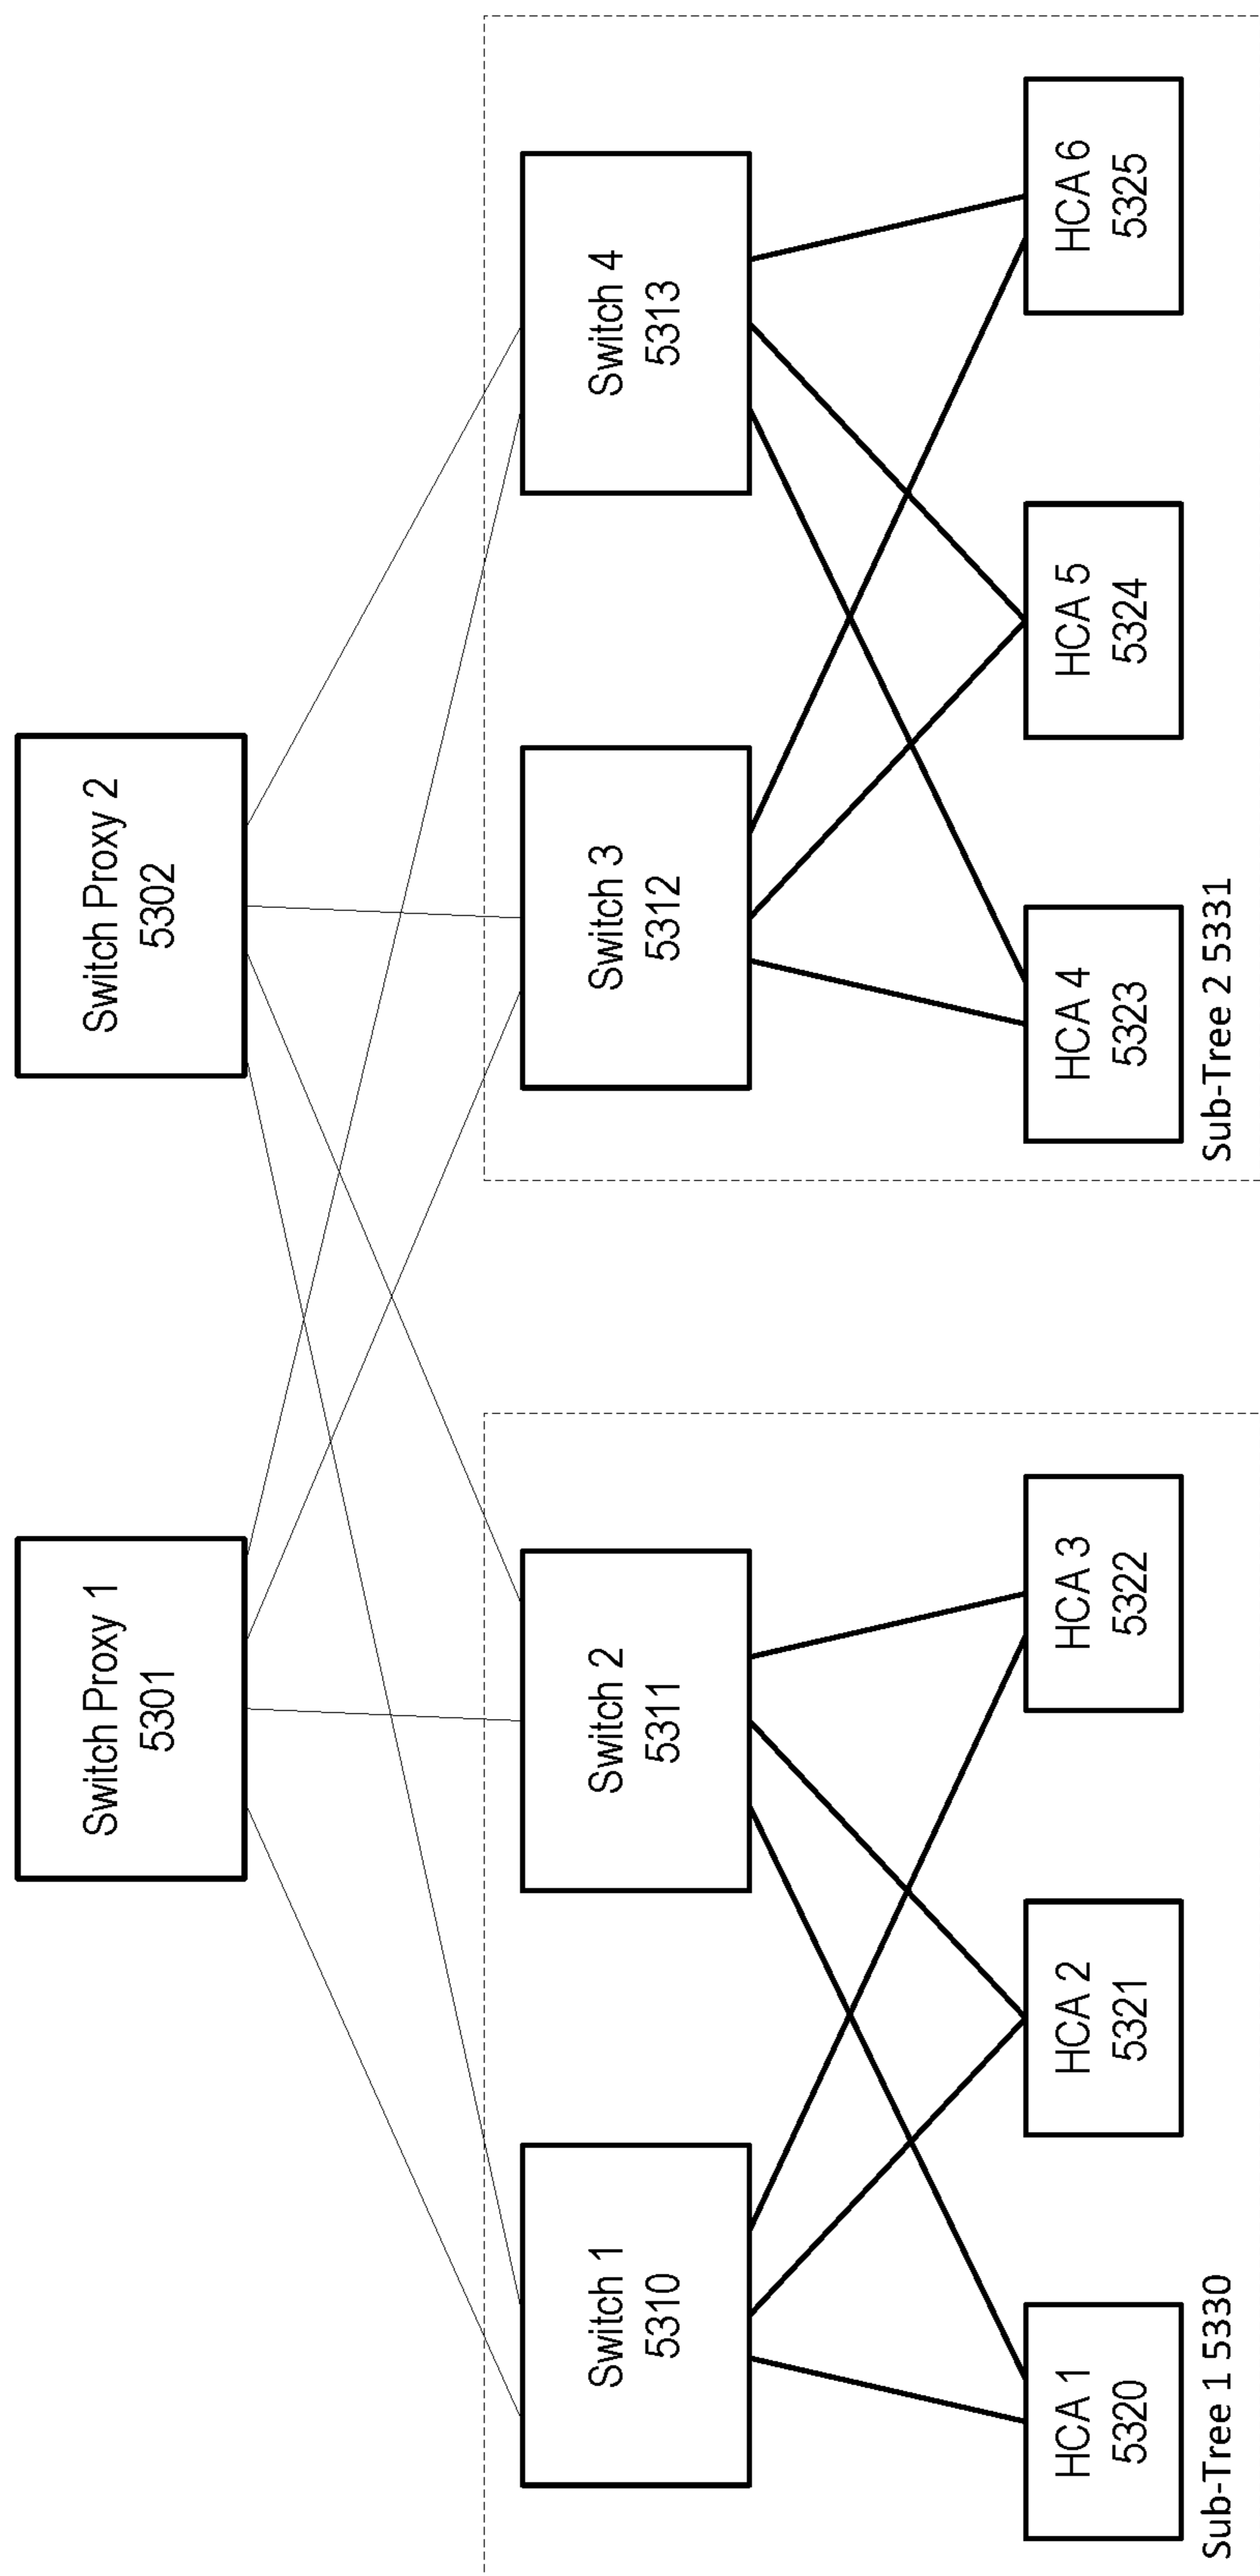 Switch Proxy 1
5301
Switch Proxy 2
5302
Switch 1
5310
Switch 2
5311
Switch 3
5312
Switch 4
5313
HCA 1
5320
HCA 2
5321
HCA 3
5322
HCA 4
5323
HCA 5
5324
HCA 6
5325
Sub-Tree 1 5330
Sub-Tree 2 5331